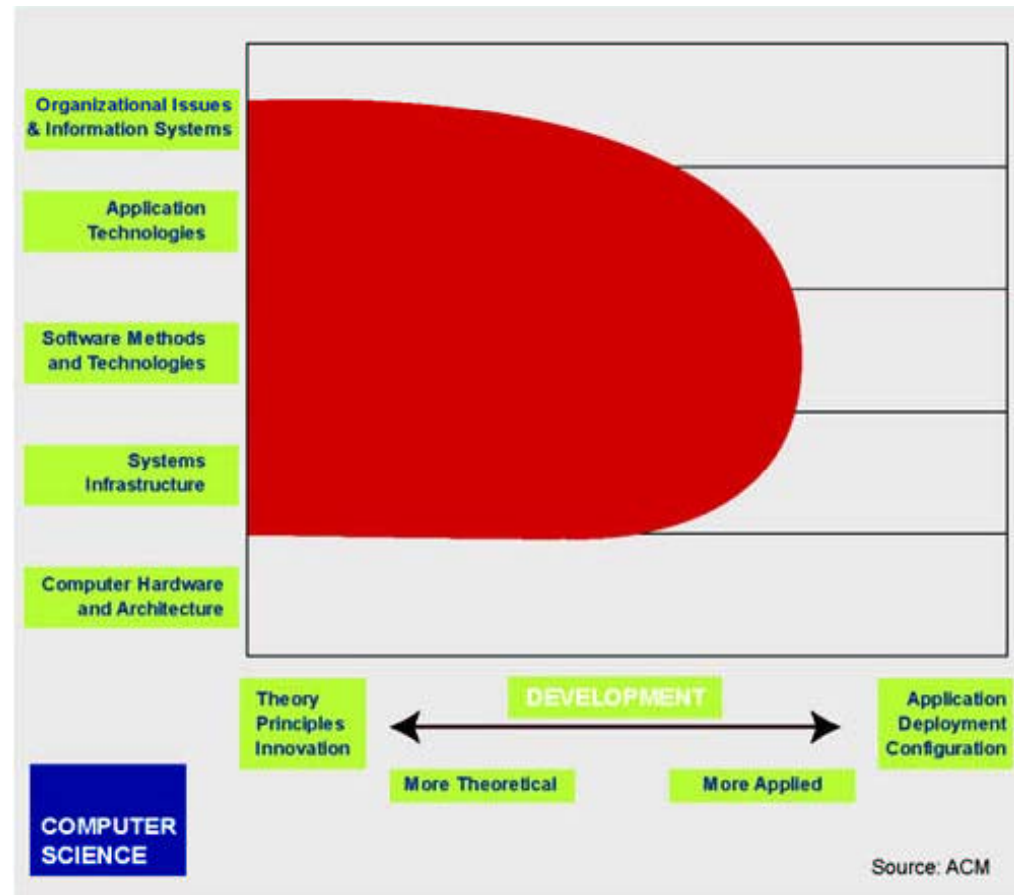 Organizational Issues
& Information Systems
Application
Technologies
Software Methods
and Technologies
Systems
Infrastructure
Computer Hardware
and Architecture
Theory
Principles
Innovation
DEVELOPMENT
Application
Deployment
Configuration
More Theoretical
More Applied
COMPUTER
SCIENCE
Source: ACM